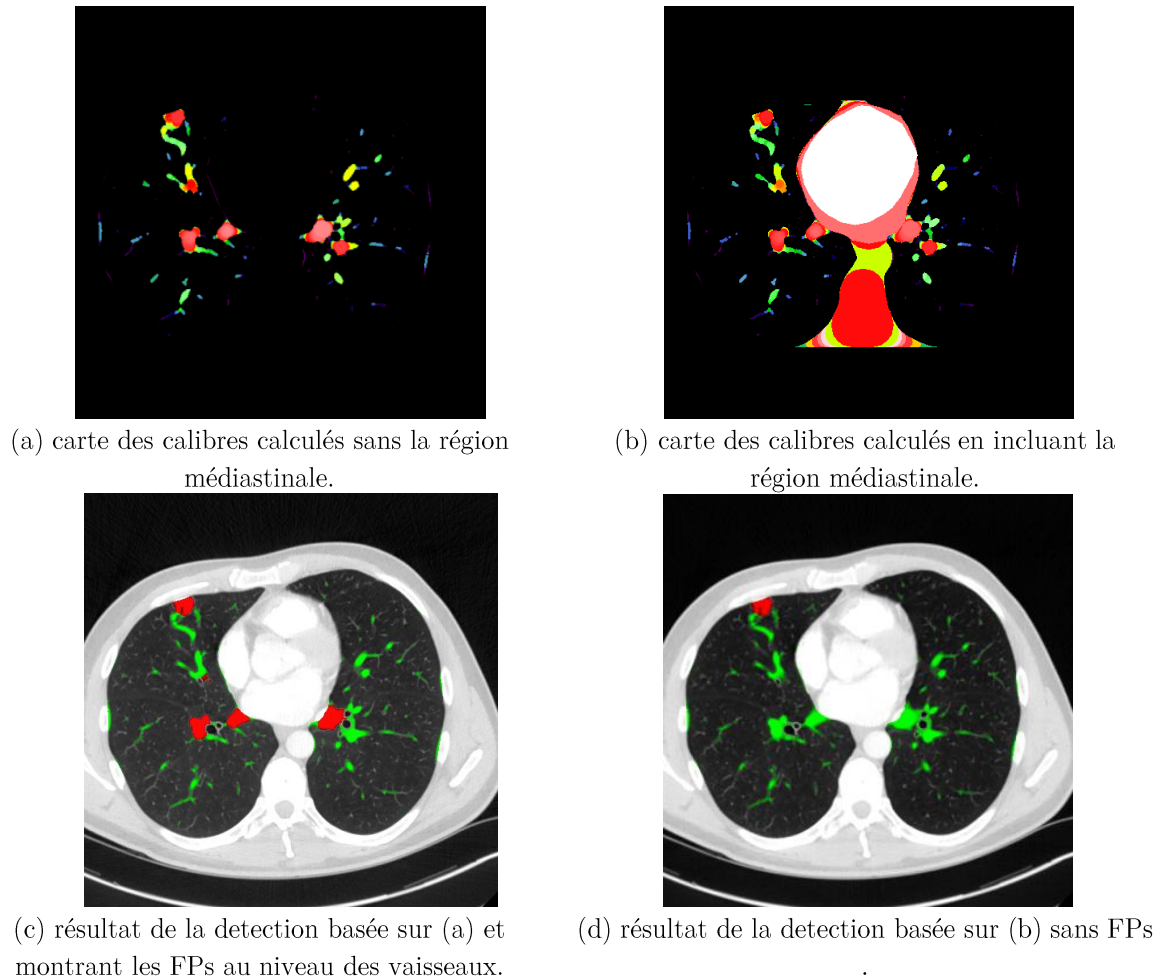 (a) carte des calibres calculés sans la région
médiastinale.
(b) carte des calibres calculés en incluant la
région médiastinale.
(c) résultat de la detection basée sur (a) et
montrant les FPs au niveau des vaisseaux.
(d) résultat de la detection basée sur (b) sans FPs
.